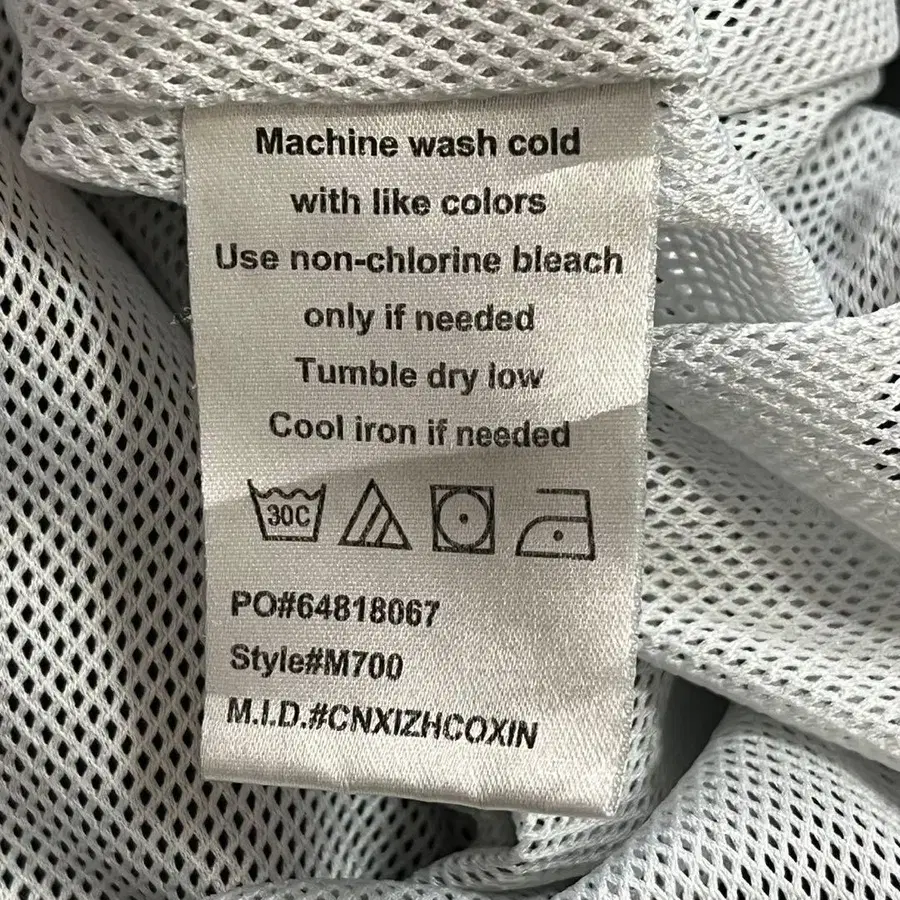 Machine wash cold
with like colors
Use non-chlorine bleach
only if needed
Tumble dry low
Cool iron if needed
30C
PO#64818067
Style#M700
M.I.D.#CNXIZHCOXIN